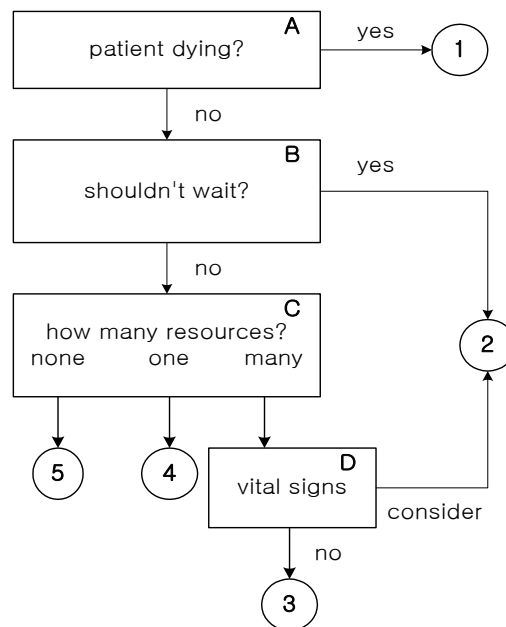 A
patient dying?
yes
1
no
B
shouldn't wait?
yes
no
C
how many resources?
none one many
2
5
4
D
vital signs
consider
no
3